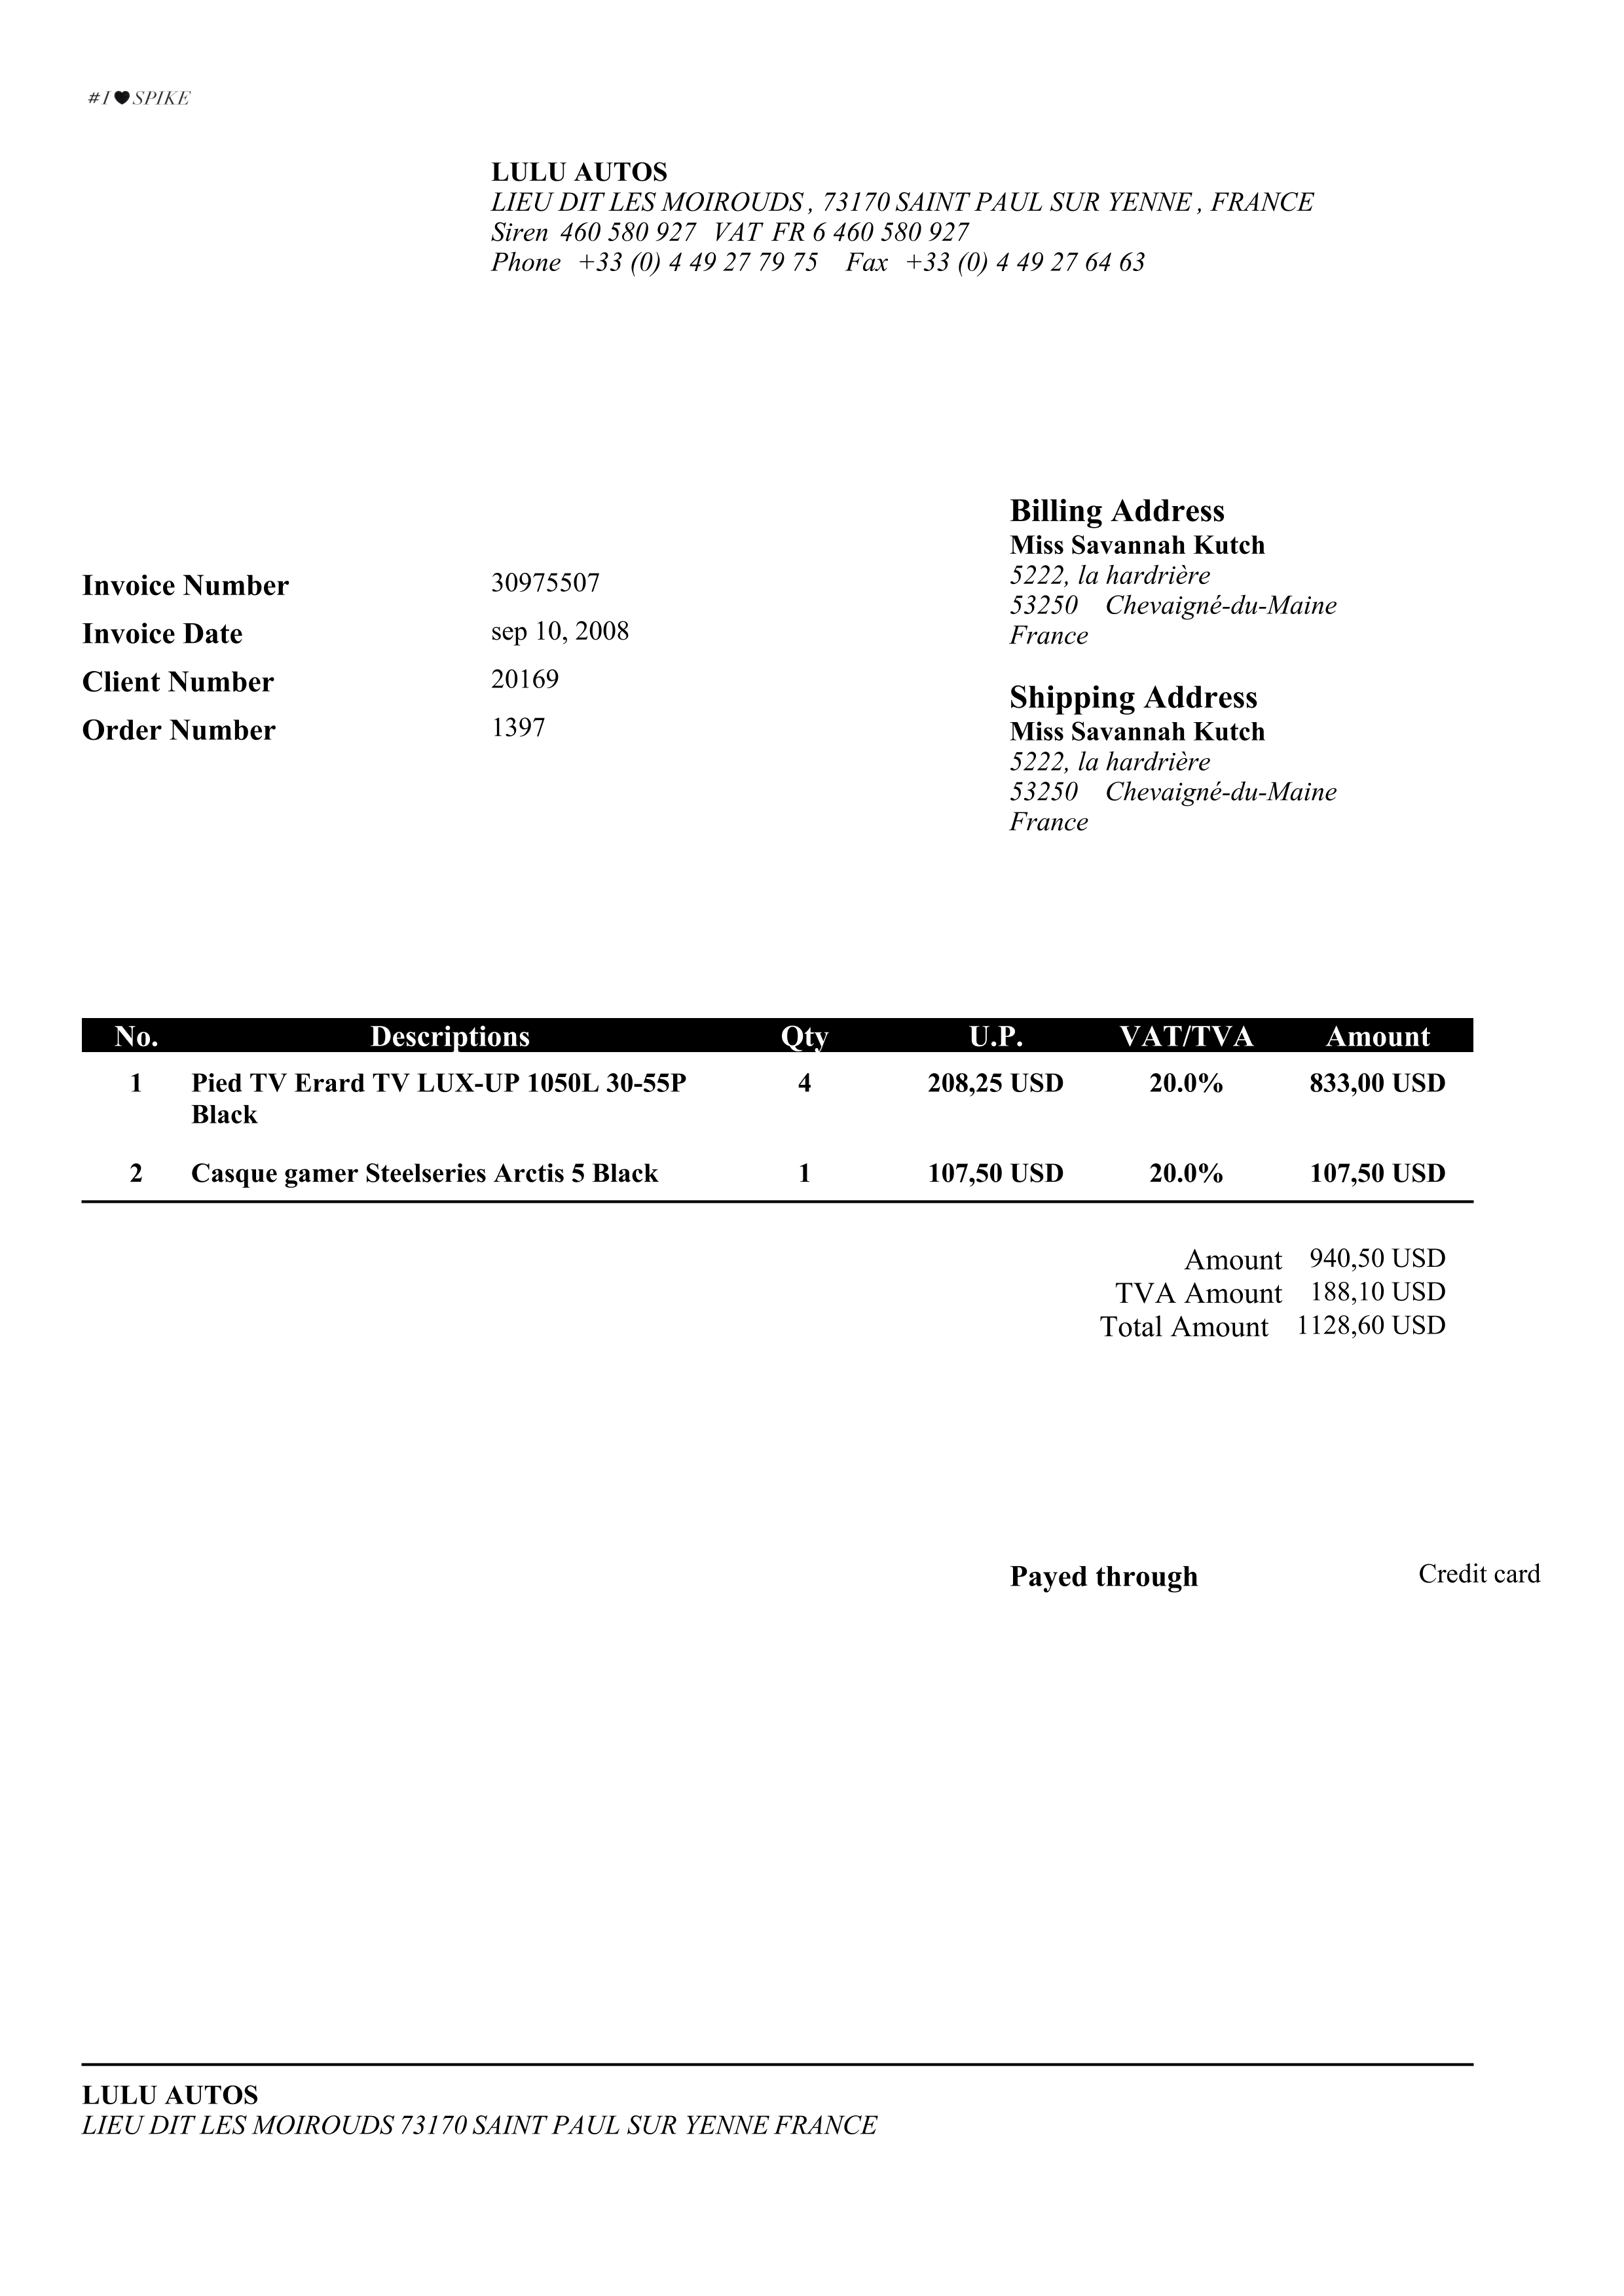 #I♥SPIKE
LULU AUTOS
LIEU DIT LES MOIROUDS , 73170 SAINT PAUL SUR YENNE , FRANCE
Siren 460 580 927 VAT FR 6 460 580 927
Phone +33 (0) 4 49 27 79 75 Fax +33 (0) 4 49 27 64 63
Invoice Number 30975507
Invoice Date sep 10, 2008
Client Number 20169
Order Number 1397
Billing Address
Miss Savannah Kutch
5222, la hardrière
53250 Chevaigné-du-Maine
France
Shipping Address
Miss Savannah Kutch
5222, la hardrière
53250 Chevaigné-du-Maine
France
No. Descriptions Qty U.P. VAT/TVA Amount
1 Pied TV Erard TV LUX-UP 1050L 30-55P 4 208,25 USD 20.0% 833,00 USD
Black
2 Casque gamer Steelseries Arctis 5 Black 1 107,50 USD 20.0% 107,50 USD
Amount 940,50 USD
TVA Amount 188,10 USD
Total Amount 1128,60 USD
Payed through Credit card
LULU AUTOS
LIEU DIT LES MOIROUDS 73170 SAINT PAUL SUR YENNE FRANCE